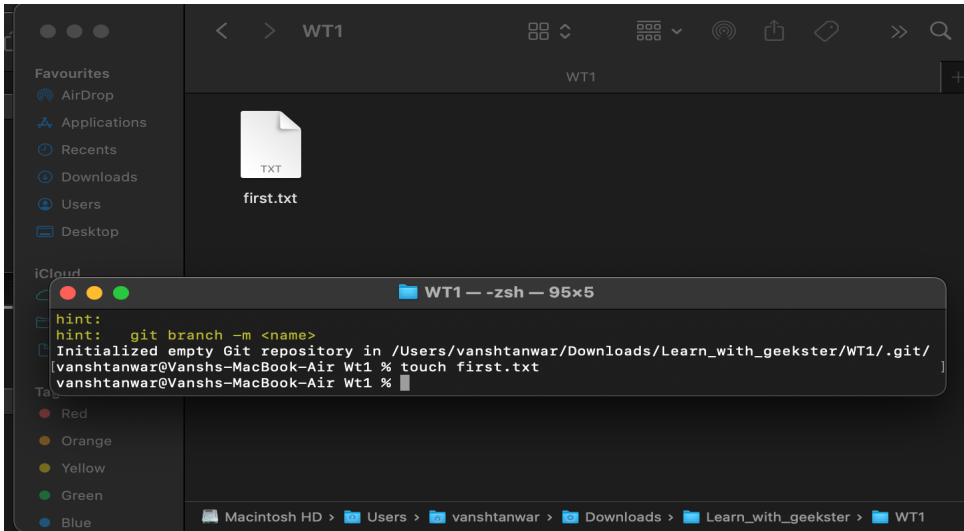 WT1
WT1
Favourites
AirDrop
Applications
Recents
Downloads
Users
Desktop
TXT
first.txt
iCloud
WT1 — -zsh — 95×5
hint:
hint:   git branch -m <name>
Initialized empty Git repository in /Users/vanshtanwar/Downloads/Learn_with_geekster/WT1/.git/
[vanshtanwar@Vanshs-MacBook-Air Wt1 % touch first.txt ]
vanshtanwar@Vanshs-MacBook-Air Wt1 %
Red
Orange
Yellow
Green
Blue
Macintosh HD › Users › vanshtanwar › Downloads › Learn_with_geekster › WT1